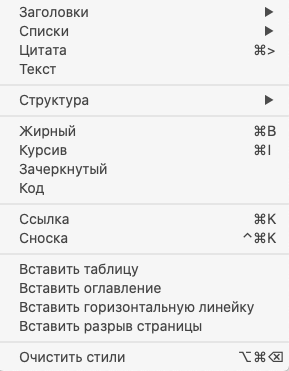 Заголовки ▶
Списки ▶
Цитата ⌘>
Текст
Структура ▶
Жирный ⌘B
Курсив ⌘I
Зачеркнутый
Код
Ссылка ⌘K
Сноска ^⌘K
Вставить таблицу
Вставить оглавление
Вставить горизонтальную линейку
Вставить разрыв страницы
Очистить стили ⌥⌘⌫